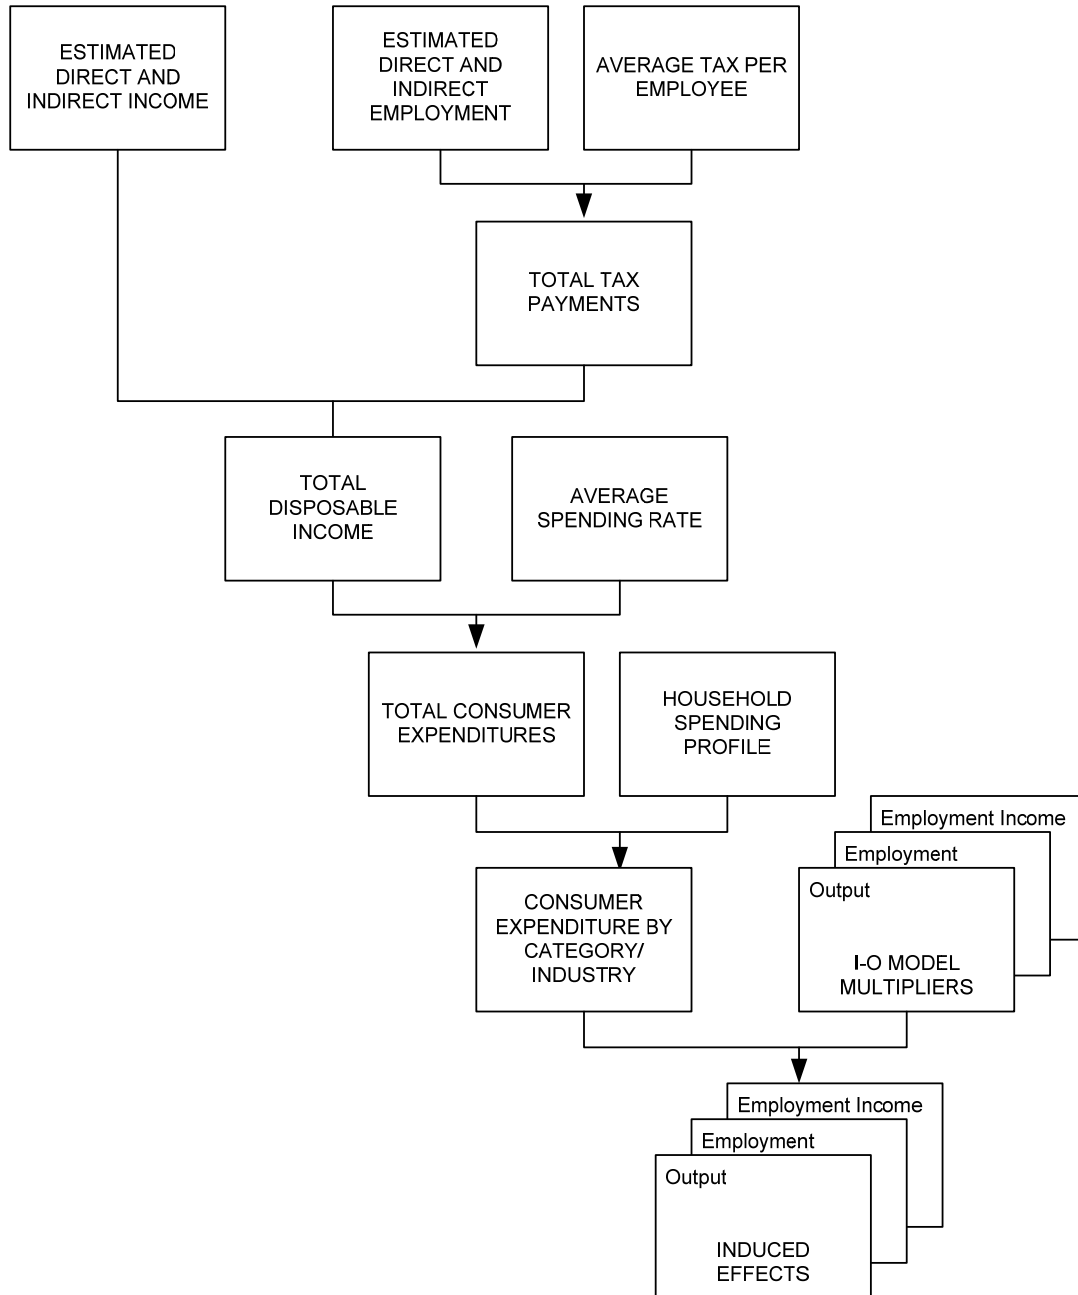 ESTIMATED
DIRECT AND
INDIRECT INCOME
ESTIMATED
DIRECT AND
INDIRECT
EMPLOYMENT
AVERAGE TAX PER
EMPLOYEE
TOTAL TAX
PAYMENTS
TOTAL
DISPOSABLE
INCOME
AVERAGE
SPENDING RATE
TOTAL CONSUMER
EXPENDITURES
HOUSEHOLD
SPENDING
PROFILE
Employment Income
Employment
Output
I-O MODEL
MULTIPLIERS
CONSUMER
EXPENDITURE BY
CATEGORY/
INDUSTRY
Employment Income
Employment
Output
INDUCED
EFFECTS